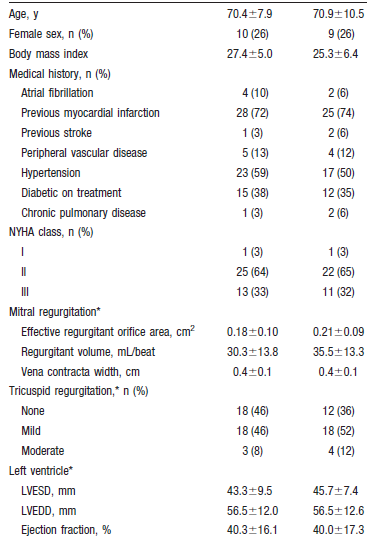 Age, y 70.4±7.9 70.9±10.5
Female sex, n (%) 10 (26) 9 (26)
Body mass index 27.4±5.0 25.3±6.4
Medical history, n (%)
Atrial fibrillation 4 (10) 2 (6)
Previous myocardial infarction 28 (72) 25 (74)
Previous stroke 1 (3) 2 (6)
Peripheral vascular disease 5 (13) 4 (12)
Hypertension 23 (59) 17 (50)
Diabetic on treatment 15 (38) 12 (35)
Chronic pulmonary disease 1 (3) 2 (6)
NYHA class, n (%)
I 1 (3) 1 (3)
II 25 (64) 22 (65)
III 13 (33) 11 (32)
Mitral regurgitation*
Effective regurgitant orifice area, cm² 0.18±0.10 0.21±0.09
Regurgitant volume, mL/beat 30.3±13.8 35.5±13.3
Vena contracta width, cm 0.4±0.1 0.4±0.1
Tricuspid regurgitation,* n (%)
None 18 (46) 12 (36)
Mild 18 (46) 18 (52)
Moderate 3 (8) 4 (12)
Left ventricle*
LVESD, mm 43.3±9.5 45.7±7.4
LVEDD, mm 56.5±12.0 56.5±12.6
Ejection fraction, % 40.3±16.1 40.0±17.3